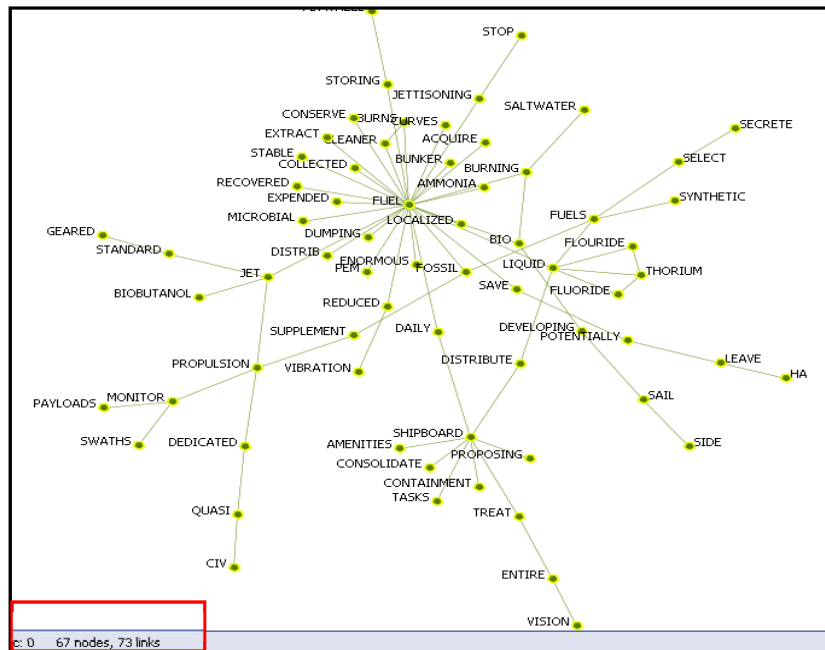 STOP
STORING
JETTISONING
SALTWATER
CONSERVE
BURNS
CURVES
SECRETE
EXTRACT
CLEANER
ACQUIRE
STABLE
COLLECTED
BUNKER
BURNING
SELECT
RECOVERED
AMMONIA
EXPENDED
FUEL
SYNTHETIC
MICROBIAL
LOCALIZED
FUELS
GEARED
DUMPING
BIO
FLOURIDE
STANDARD
DISTRIB
ENORMOUS
LIQUID
JET
PEM
FOSSIL
THORIUM
BIOBUTANOL
SAVE
FLUORIDE
REDUCED
SUPPLEMENT
DAILY
DEVELOPING
POTENTIALLY
PROPULSION
VIBRATION
DISTRIBUTE
LEAVE
HA
PAYLOADS
MONITOR
SAIL
SWATHS
DEDICATED
AMENITIES
SHIPBOARD
PROPOSING
SIDE
CONSOLIDATE
CONTAINMENT
TASKS
QUASI
TREAT
CIV
ENTIRE
VISION
c: 0 67 nodes, 73 links